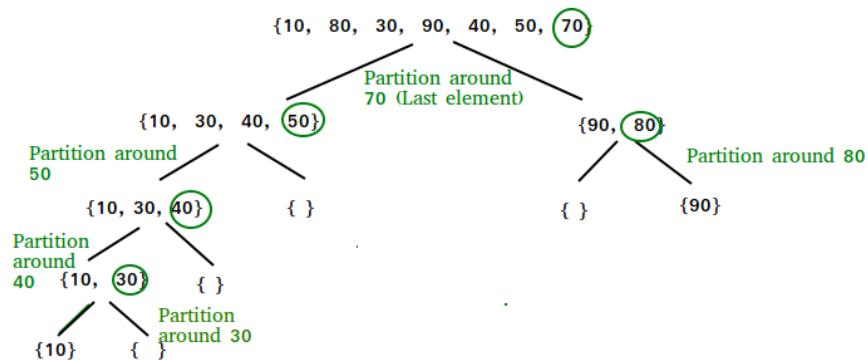 {10, 80, 30, 90, 40, 50, 70}
Partition around
70 (Last element)
{10, 30, 40, 50}
{90, 80}
Partition around
50
Partition around 80
{10, 30, 40}
{ }
{ }
{90}
Partition
around
40
{10, 30}
{ }
Partition
around 30
{10}
{ }